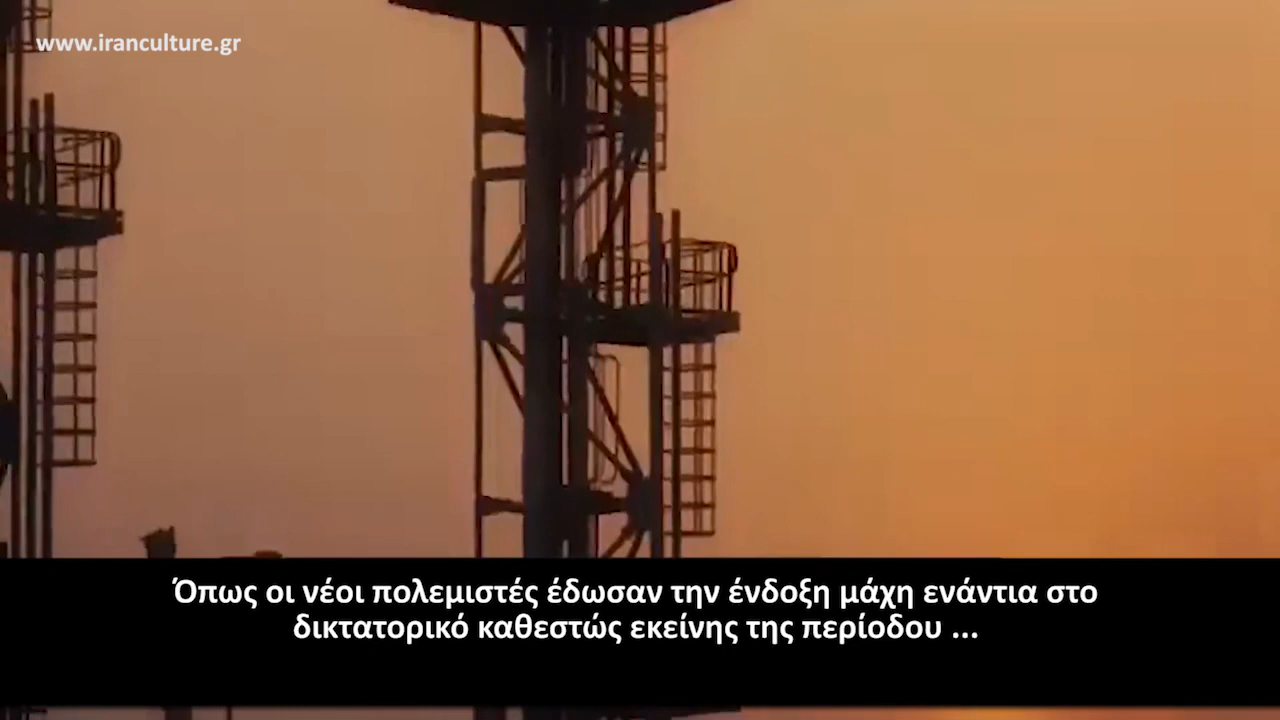 www.iranculture.gr
Όπως οι νέοι πολεμιστές έδωσαν την ένδοξη μάχη ενάντια στο
δικτατορικό καθεστώς εκείνης της περίοδου ...